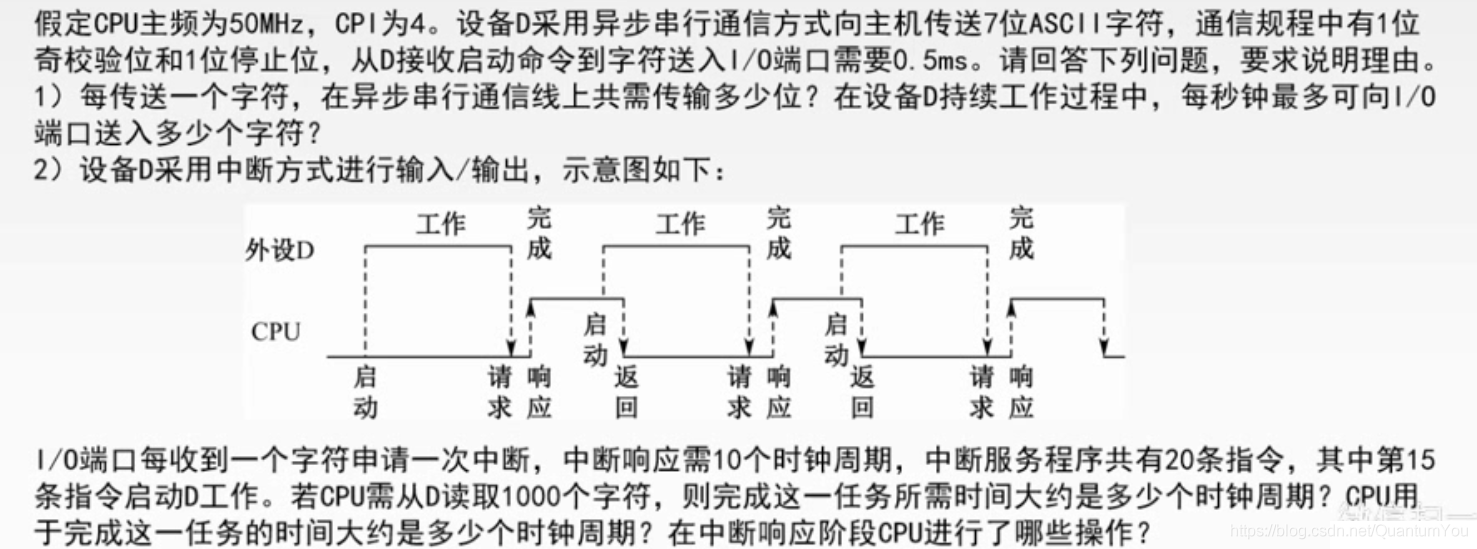 假定CPU主频为50MHz，CPI为4。设备D采用异步串行通信方式向主机传送7位ASCII字符，通信规程中有1位
奇校验位和1位停止位，从D接收启动命令到字符送入I/O端口需要0.5ms。请回答下列问题，要求说明理由。
1）每传送一个字符，在异步串行通信线上共需传输多少位？在设备D持续工作过程中，每秒钟最多可向I/O
端口送入多少个字符？
2）设备D采用中断方式进行输入/输出，示意图如下：
工作 完成 工作 完成 工作 完成
外设D
CPU
启动 启动
启动 请求 响应 返回 请求 响应 返回 请求 响应
I/O端口每收到一个字符申请一次中断，中断响应需10个时钟周期，中断服务程序共有20条指令，其中第15
条指令启动D工作。若CPU需从D读取1000个字符，则完成这一任务所需时间大约是多少个时钟周期？CPU用
于完成这一任务的时间大约是多少个时钟周期？在中断响应阶段CPU进行了哪些操作？
https://blog.csdn.net/QuantumYou